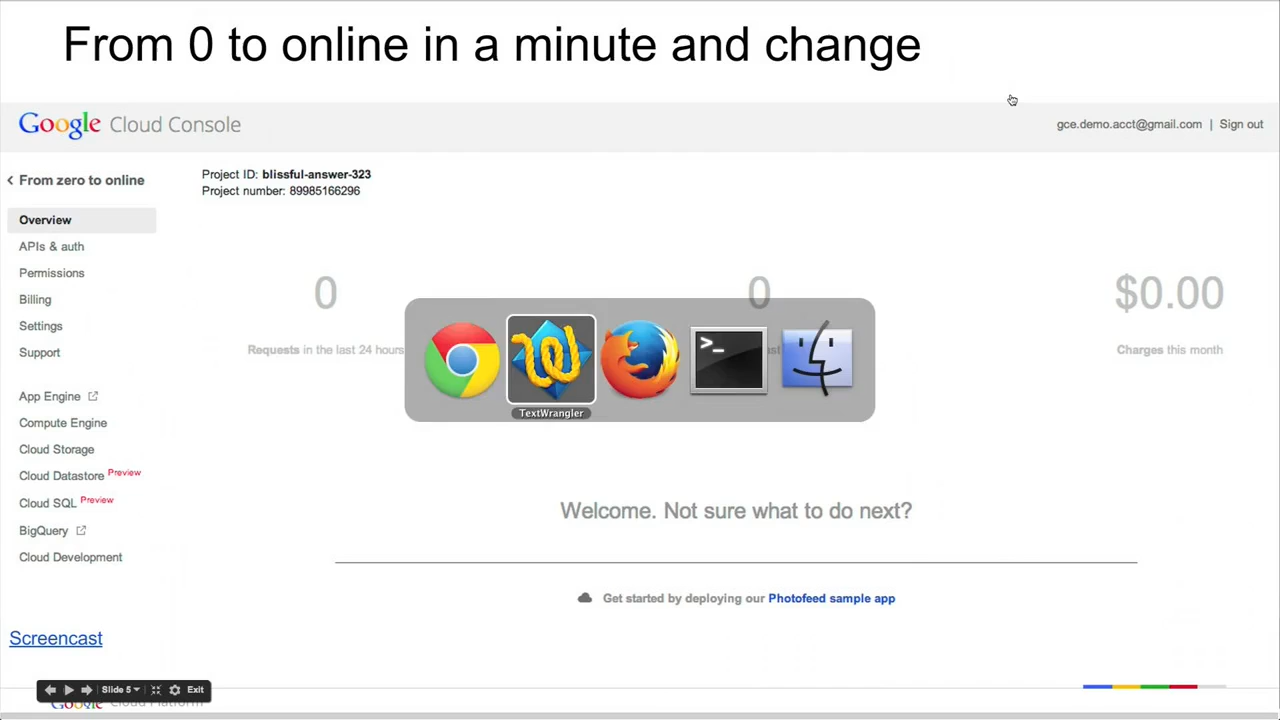 From 0 to online in a minute and change
Google Cloud Console
gce.demo.acct@gmail.com | Sign out
< From zero to online
Project ID: blissful-answer-323
Project number: 89985166296
Overview
APIs & auth
Permissions
Billing
Settings
Support
App Engine
Compute Engine
Cloud Storage
Cloud Datastore Preview
Cloud SQL Preview
BigQuery
Cloud Development
0
0
$0.00
Requests in the last 24 hours
Charges this month
>_
TextWrangler
Welcome. Not sure what to do next?
Get started by deploying our Photofeed sample app
Screencast
Slide 5
Exit
Google Cloud Platform